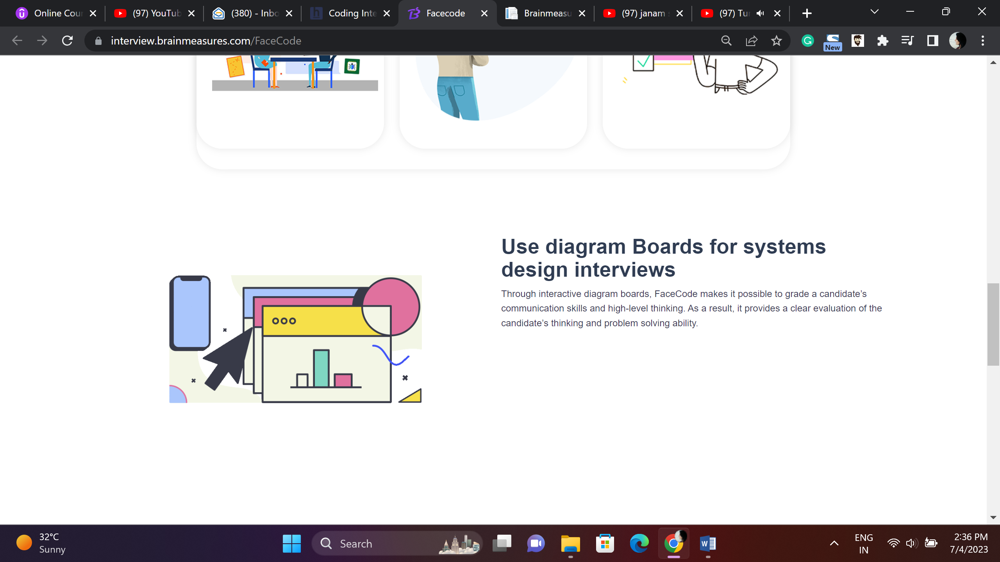 Online Cour
(97) YouTub
(380) - Inbo
Coding Inte
Facecode
Brainmeasu
(97) janam s
(97) Tur
interview.brainmeasures.com/FaceCode
New
Use diagram Boards for systems
design interviews
Through interactive diagram boards, FaceCode makes it possible to grade a candidate’s
communication skills and high-level thinking. As a result, it provides a clear evaluation of the
candidate’s thinking and problem solving ability.
32°C
Sunny
Search
ENG
IN
2:36 PM
7/4/2023